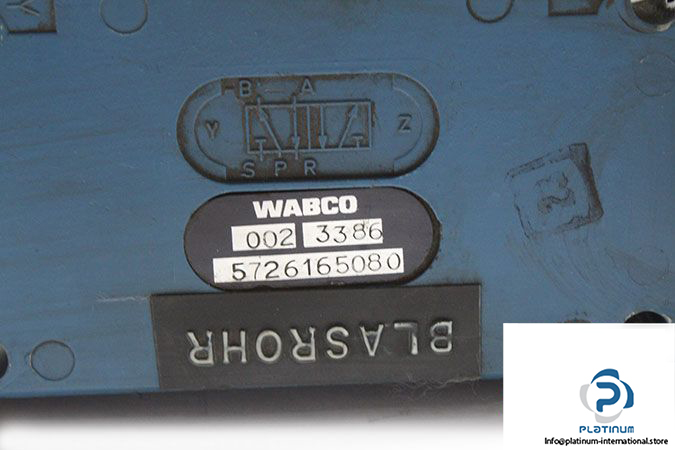 B A
Y Z
S P R
WABCO
002 3386
5726165080
BLASROHR
PLATINUM
Info@platinum-international.store